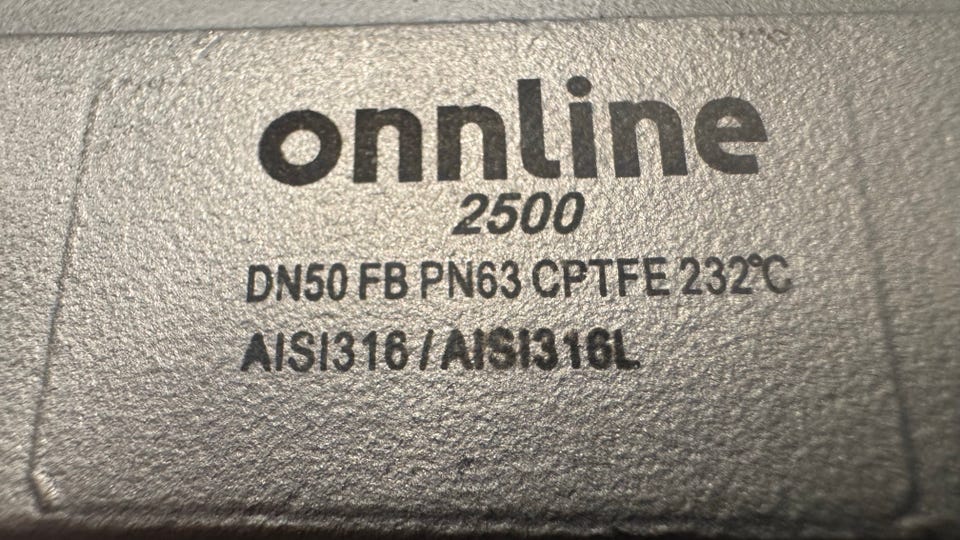 onnline
2500
DN50 FB PN63 CPTFE 232°C
AISI316 / AISI316L